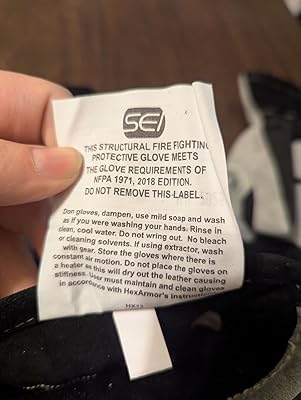 SEI
THIS STRUCTURAL FIRE FIGHTING
PROTECTIVE GLOVE MEETS
THE GLOVE REQUIREMENTS OF
NFPA 1971, 2018 EDITION.
DO NOT REMOVE THIS LABEL.
Don gloves, dampen, use mild soap and wash
as if you were washing your hands. Rinse in
clean, cool water. Do not wring out. No bleach
or cleaning solvents. If using extractor, wash
with gear. Store the gloves where there is
constant air motion. Do not place the gloves on
a heater as this will dry out the leather causing
stiffness. User must maintain and clean gloves
in accordance with HexArmor's instructions